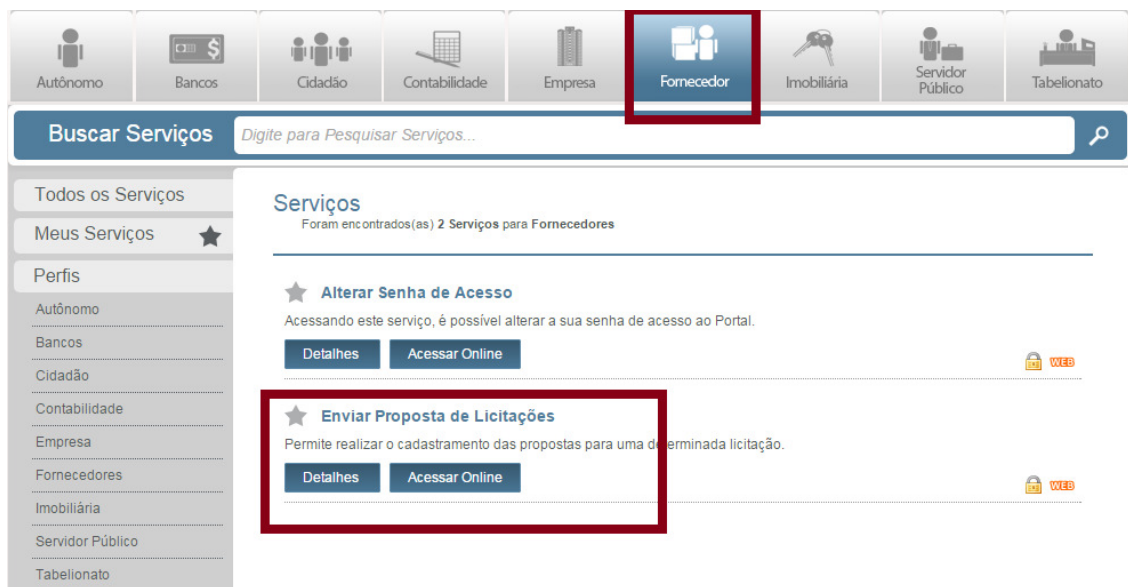 Autônomo
Bancos
Cidadão
Contabilidade
Empresa
Fornecedor
Imobiliária
Servidor
Público
Tabelionato
Buscar Serviços
Digite para Pesquisar Serviços...
Todos os Serviços
Meus Serviços
Perfis
Autônomo
Bancos
Cidadão
Contabilidade
Empresa
Fornecedores
Imobiliária
Servidor Público
Tabelionato
Serviços
Foram encontrados(as) 2 Serviços para Fornecedores
Alterar Senha de Acesso
Acessando este serviço, é possível alterar a sua senha de acesso ao Portal.
Detalhes
Acessar Online
WEB
Enviar Proposta de Licitações
Permite realizar o cadastramento das propostas para uma determinada licitação.
Detalhes
Acessar Online
WEB